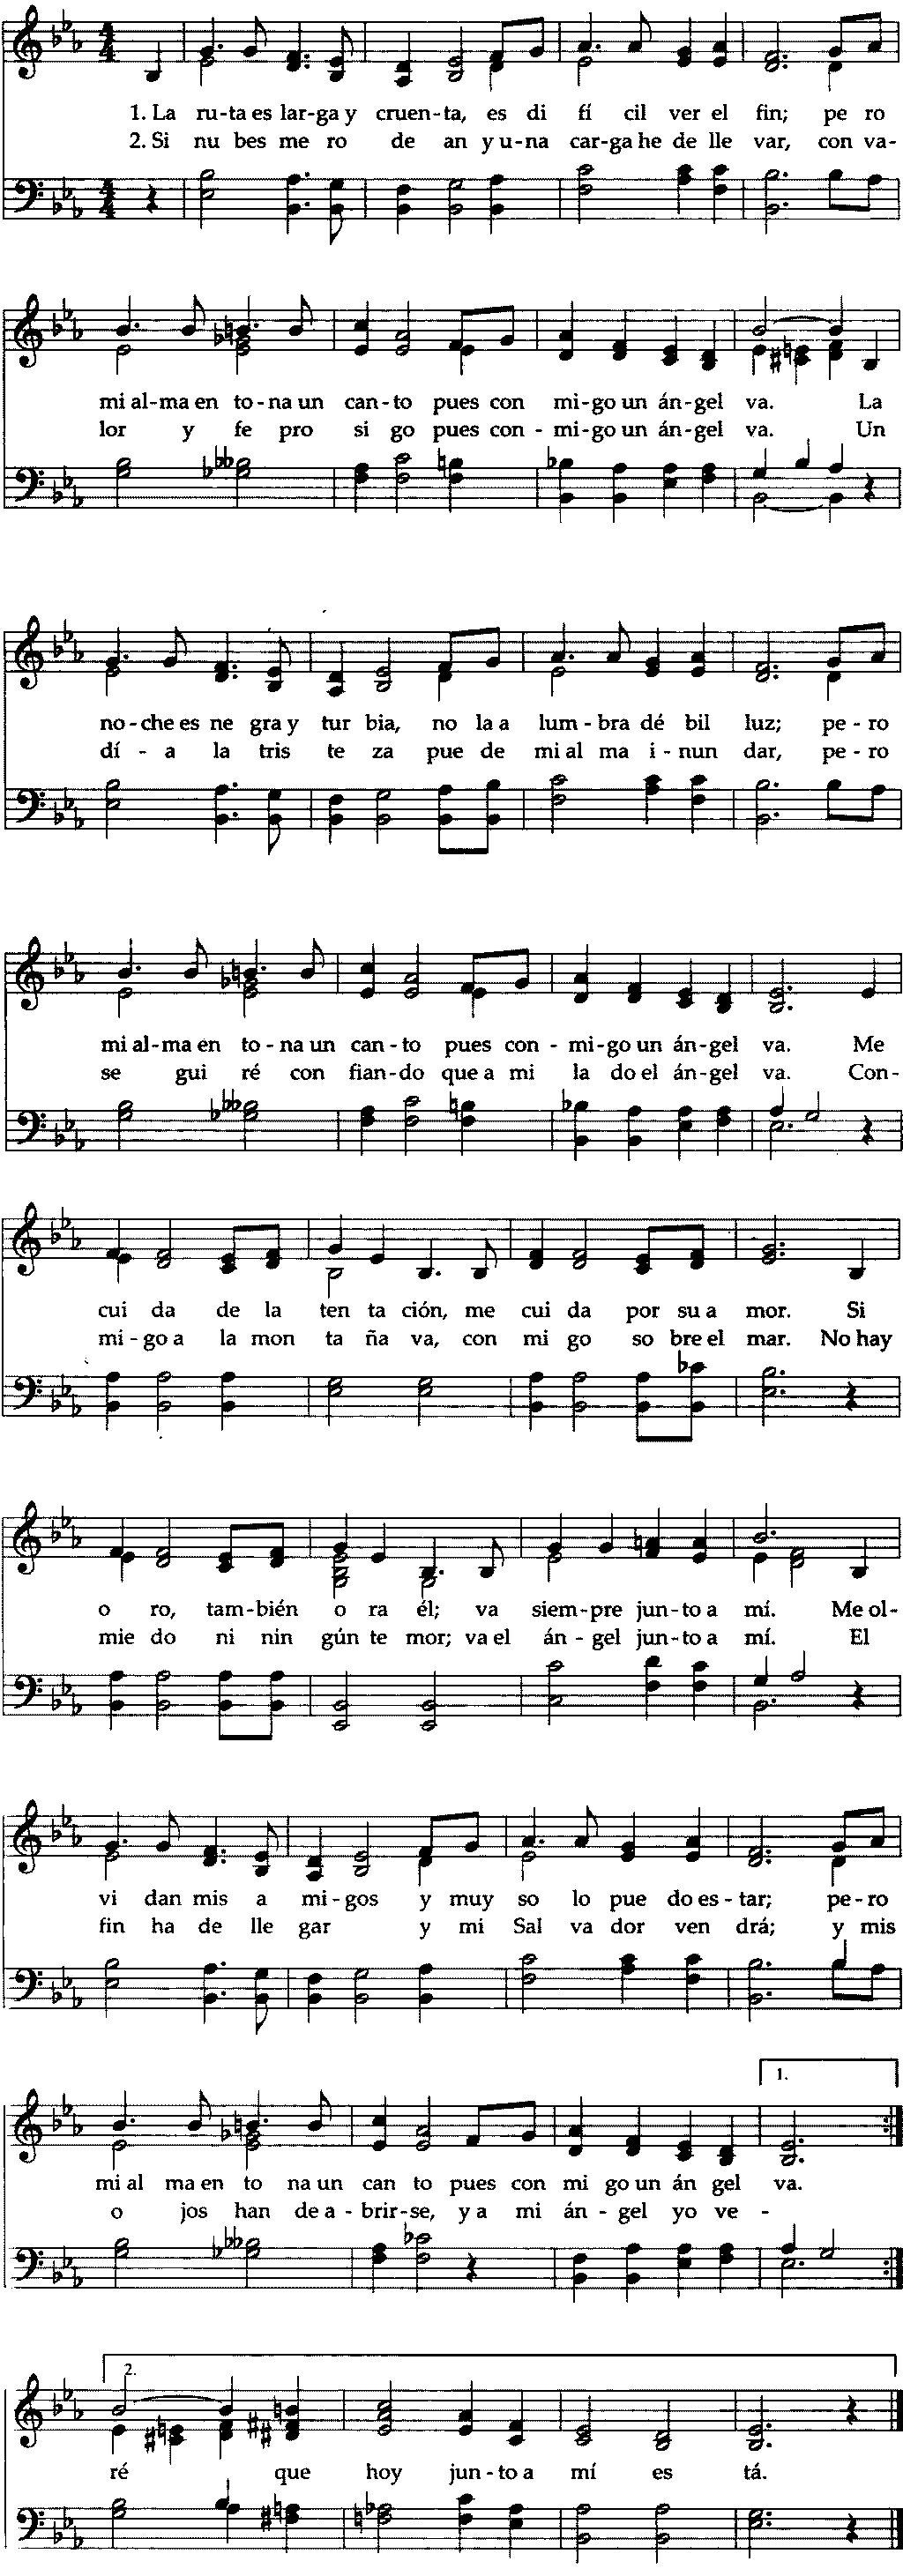 1. La ru-ta es lar-ga y cruen-ta, es di fí cil ver el fin; pe ro
2. Si nu bes me ro de an y u-na car-ga he de lle var, con va-
mi al-ma en to-na un can-to pues con mi-go un án-gel va. La
lor y fe pro si go pues con-mi-go un án-gel va. Un
no-che es ne gra y tur bia, no la a lum-bra dé bil luz; pe-ro
dí-a la tris te za pue de mi al ma i-nun dar, pe-ro
mi al-ma en to-na un can-to pues con-mi-go un án-gel va. Me
se gui ré con fian-do que a mi la do el án-gel va. Con-
cui da de la ten ta ción, me cui da por su a mor. Si
mi-go a la mon ta ña va, con mi go so bre el mar. No hay
o ro, tam-bién o ra él; va siem-pre jun-to a mí. Me ol-
mie do ni nin gún te mor; va el án-gel jun-to a mí. El
vi dan mis a mi-gos y muy so lo pue do es-tar; pe-ro
fin ha de lle gar y mi Sal va dor ven drá; y mis
1.
mi al ma en to na un can to pues con mi go un án gel va.
o jos han de a-brir-se, y a mi án-gel yo ve-
2.
ré que hoy jun-to a mí es tá.